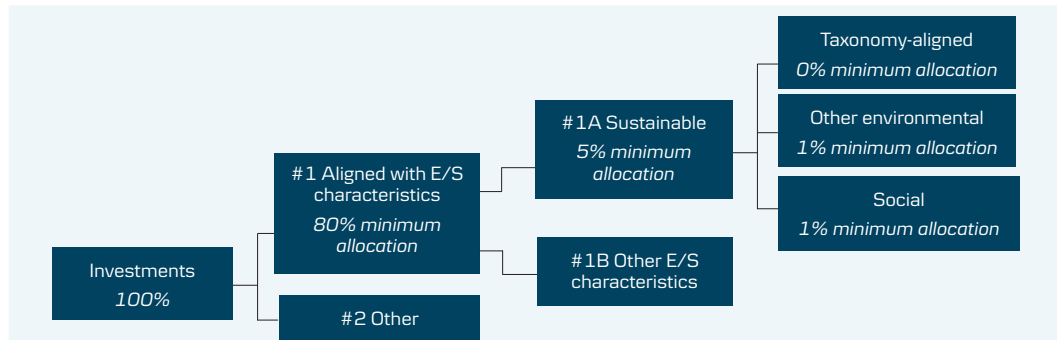 Investments
100%
#1 Aligned with E/S
characteristics
80% minimum
allocation
#2 Other
#1A Sustainable
5% minimum
allocation
#1B Other E/S
characteristics
Taxonomy-aligned
0% minimum allocation
Other environmental
1% minimum allocation
Social
1% minimum allocation